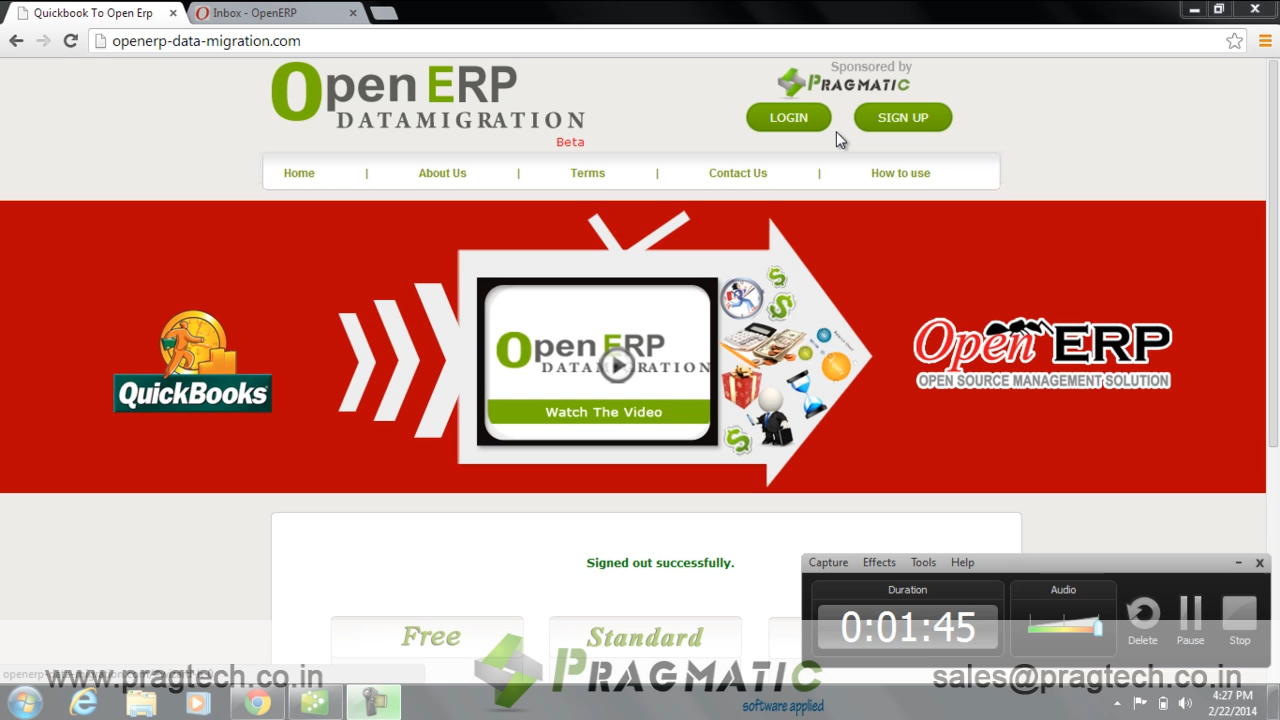 Quickbook To Open Erp
Inbox - OpenERP
openerp-data-migration.com
Open ERP
DATAMIGRATION
Beta
Sponsored by
PRAGMATIC
LOGIN
SIGN UP
Home | About Us | Terms | Contact Us | How to use
QuickBooks
Open ERP
DATAMIGRATION
Watch The Video
Open ERP
OPEN SOURCE MANAGEMENT SOLUTION
Signed out successfully.
Free
Standard
Capture Effects Tools Help
Duration
0:01:45
Audio
Delete
Pause
Stop
www.pragtech.co.in
PRAGMATIC
software applied
sales@pragtech.co.in
4:27 PM
2/22/2014